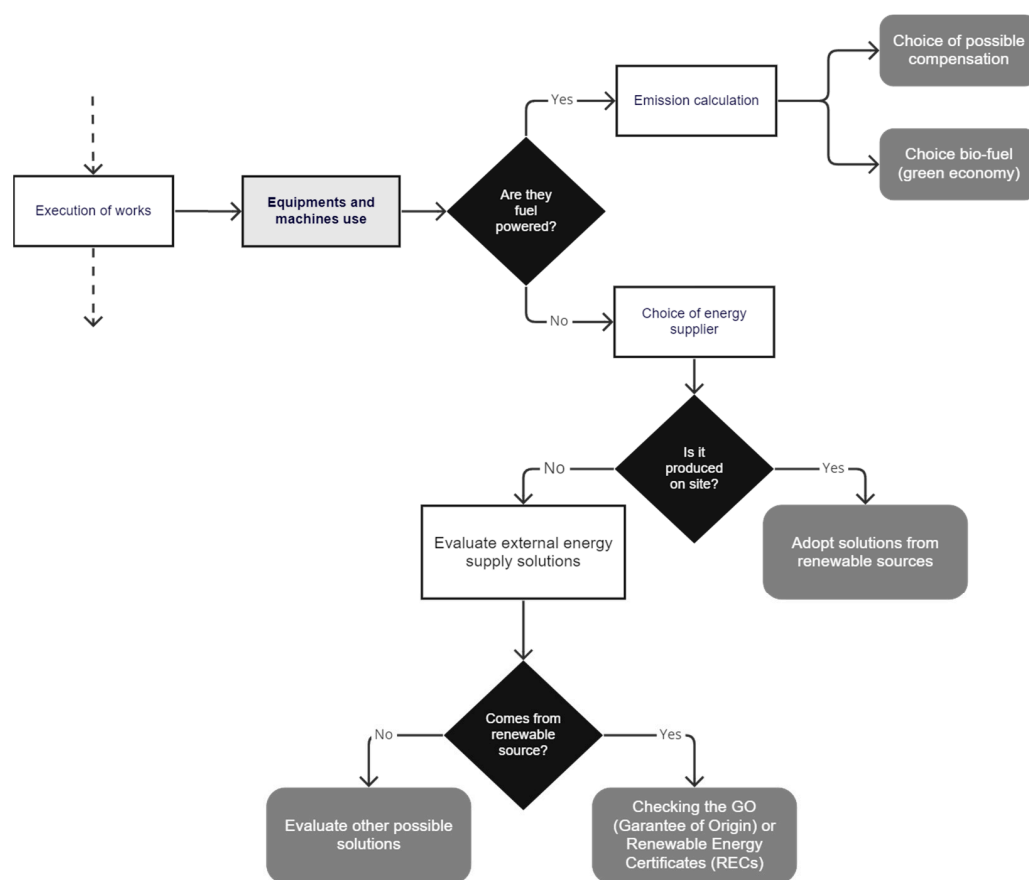 Choice of possible
compensation
Yes
Emission calculation
Choice bio-fuel
(green economy)
Execution of works
Equipments and
machines use
Are they
fuel
powered?
No
Choice of energy
supplier
Is it
produced
on site?
No
Yes
Evaluate external energy
supply solutions
Adopt solutions from
renewable sources
Comes from
renewable
source?
No
Yes
Evaluate other possible
solutions
Checking the GO
(Garantee of Origin) or
Renewable Energy
Certificates (RECs)